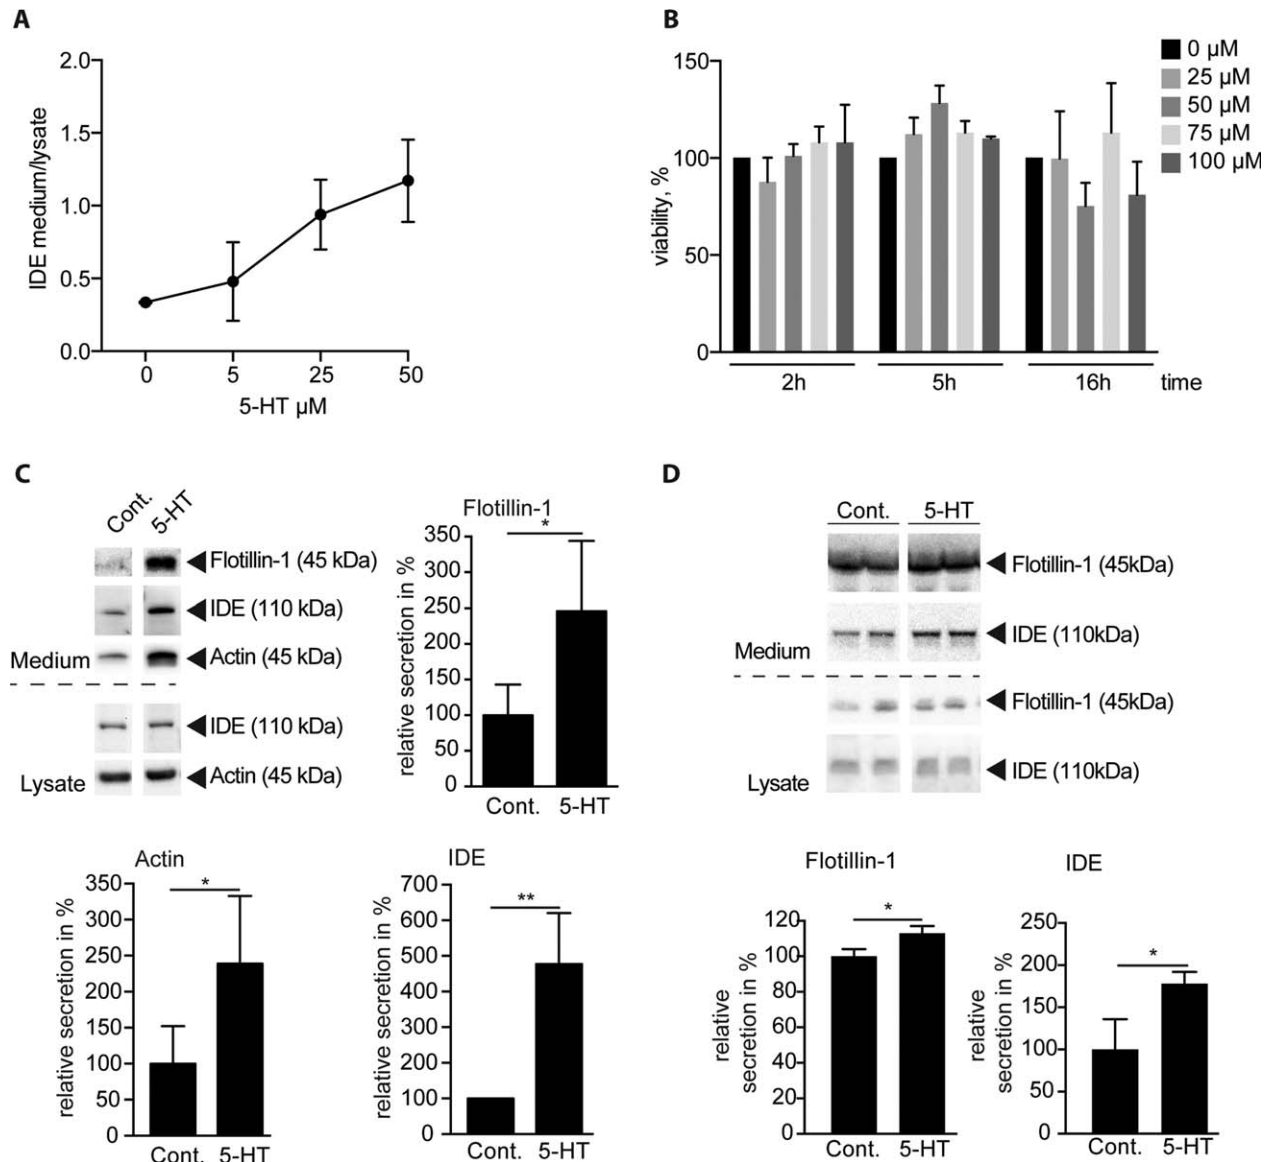 A
2.0
1.5
1.0
0.5
0.0
IDE medium/lysate
0 5 25 50
5-HT µM
B
150
100
50
0
viability, %
0 µM
25 µM
50 µM
75 µM
100 µM
2h 5h 16h time
C
Cont. 5-HT
Flotillin-1 (45 kDa)
IDE (110 kDa)
Medium
Actin (45 kDa)
IDE (110 kDa)
Lysate
Actin (45 kDa)
Flotillin-1
*
350
300
250
200
150
100
50
0
relative secretion in %
Cont. 5-HT
Actin
*
350
300
250
200
150
100
50
0
relative secretion in %
Cont. 5-HT
IDE
**
700
600
500
400
300
200
100
0
relative secretion in %
Cont. 5-HT
D
Cont. 5-HT
Flotillin-1 (45kDa)
IDE (110kDa)
Medium
Flotillin-1 (45kDa)
IDE (110kDa)
Lysate
Flotillin-1
*
120
100
80
60
40
20
0
relative
secretion in %
Cont. 5-HT
IDE
*
250
200
150
100
50
0
relative
secretion in %
Cont. 5-HT